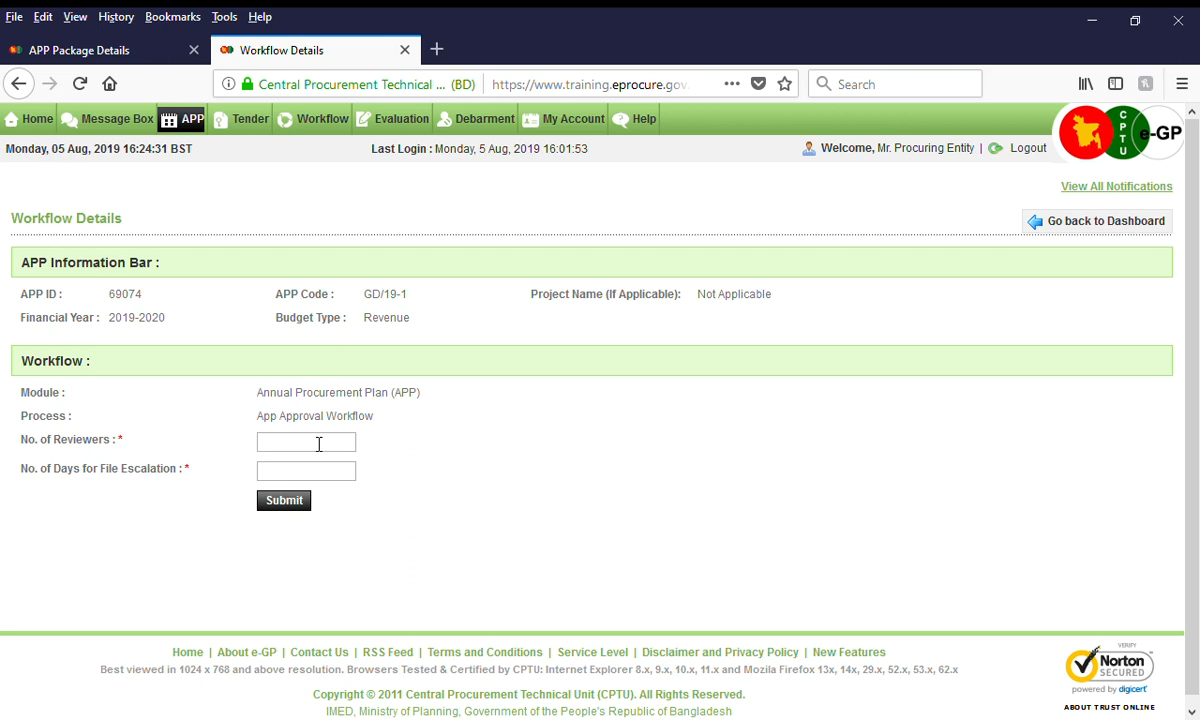 File Edit View History Bookmarks Tools Help
APP Package Details
Workflow Details
Central Procurement Technical ... (BD) https://www.training.eprocure.gov.
Search
Home Message Box APP Tender Workflow Evaluation Debarment My Account Help
CPTU e-GP
Monday, 05 Aug, 2019 16:24:31 BST Last Login : Monday, 5 Aug, 2019 16:01:53 Welcome, Mr. Procuring Entity | Logout
View All Notifications
Workflow Details Go back to Dashboard
APP Information Bar :
APP ID : 69074 APP Code : GD/19-1 Project Name (If Applicable): Not Applicable
Financial Year : 2019-2020 Budget Type : Revenue
Workflow :
Module : Annual Procurement Plan (APP)
Process : App Approval Workflow
No. of Reviewers : *
No. of Days for File Escalation : *
Submit
Home | About e-GP | Contact Us | RSS Feed | Terms and Conditions | Service Level | Disclaimer and Privacy Policy | New Features
Best viewed in 1024 x 768 and above resolution. Browsers Tested & Certified by CPTU: Internet Explorer 8.x, 9.x, 10.x, 11.x and Mozila Firefox 13x, 14x, 29.x, 52.x, 53.x, 62.x
Copyright © 2011 Central Procurement Technical Unit (CPTU). All Rights Reserved.
IMED, Ministry of Planning, Government of the People's Republic of Bangladesh
VERIFY
Norton
SECURED
powered by digicert
ABOUT TRUST ONLINE